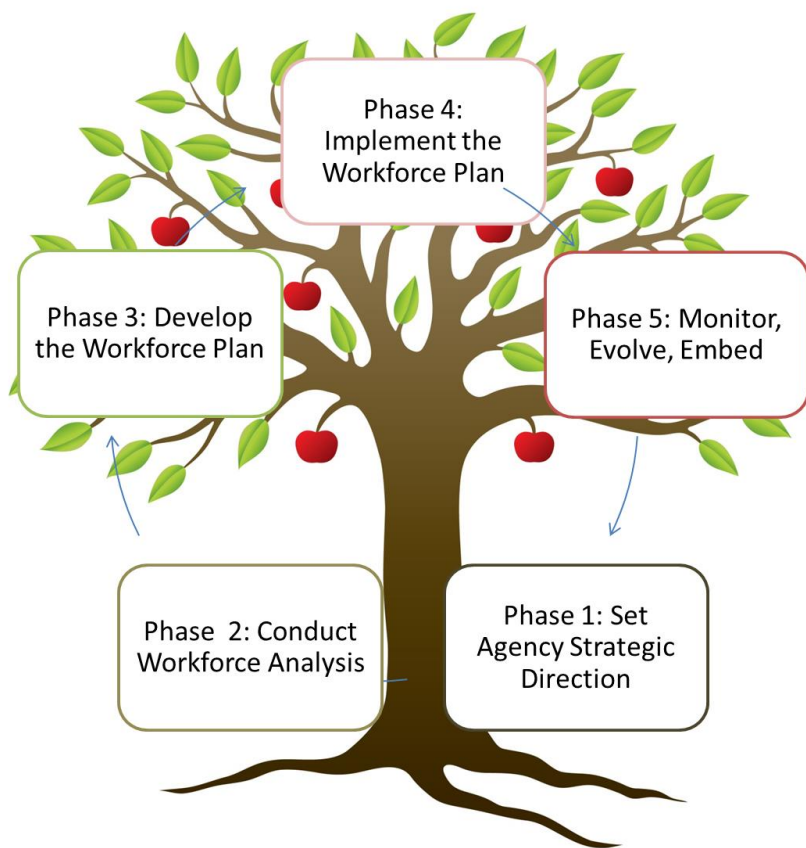 Phase 4:
Implement the
Workforce Plan
Phase 3: Develop
the Workforce Plan
Phase 5: Monitor,
Evolve, Embed
Phase  2: Conduct
Workforce Analysis
Phase 1: Set
Agency Strategic
Direction